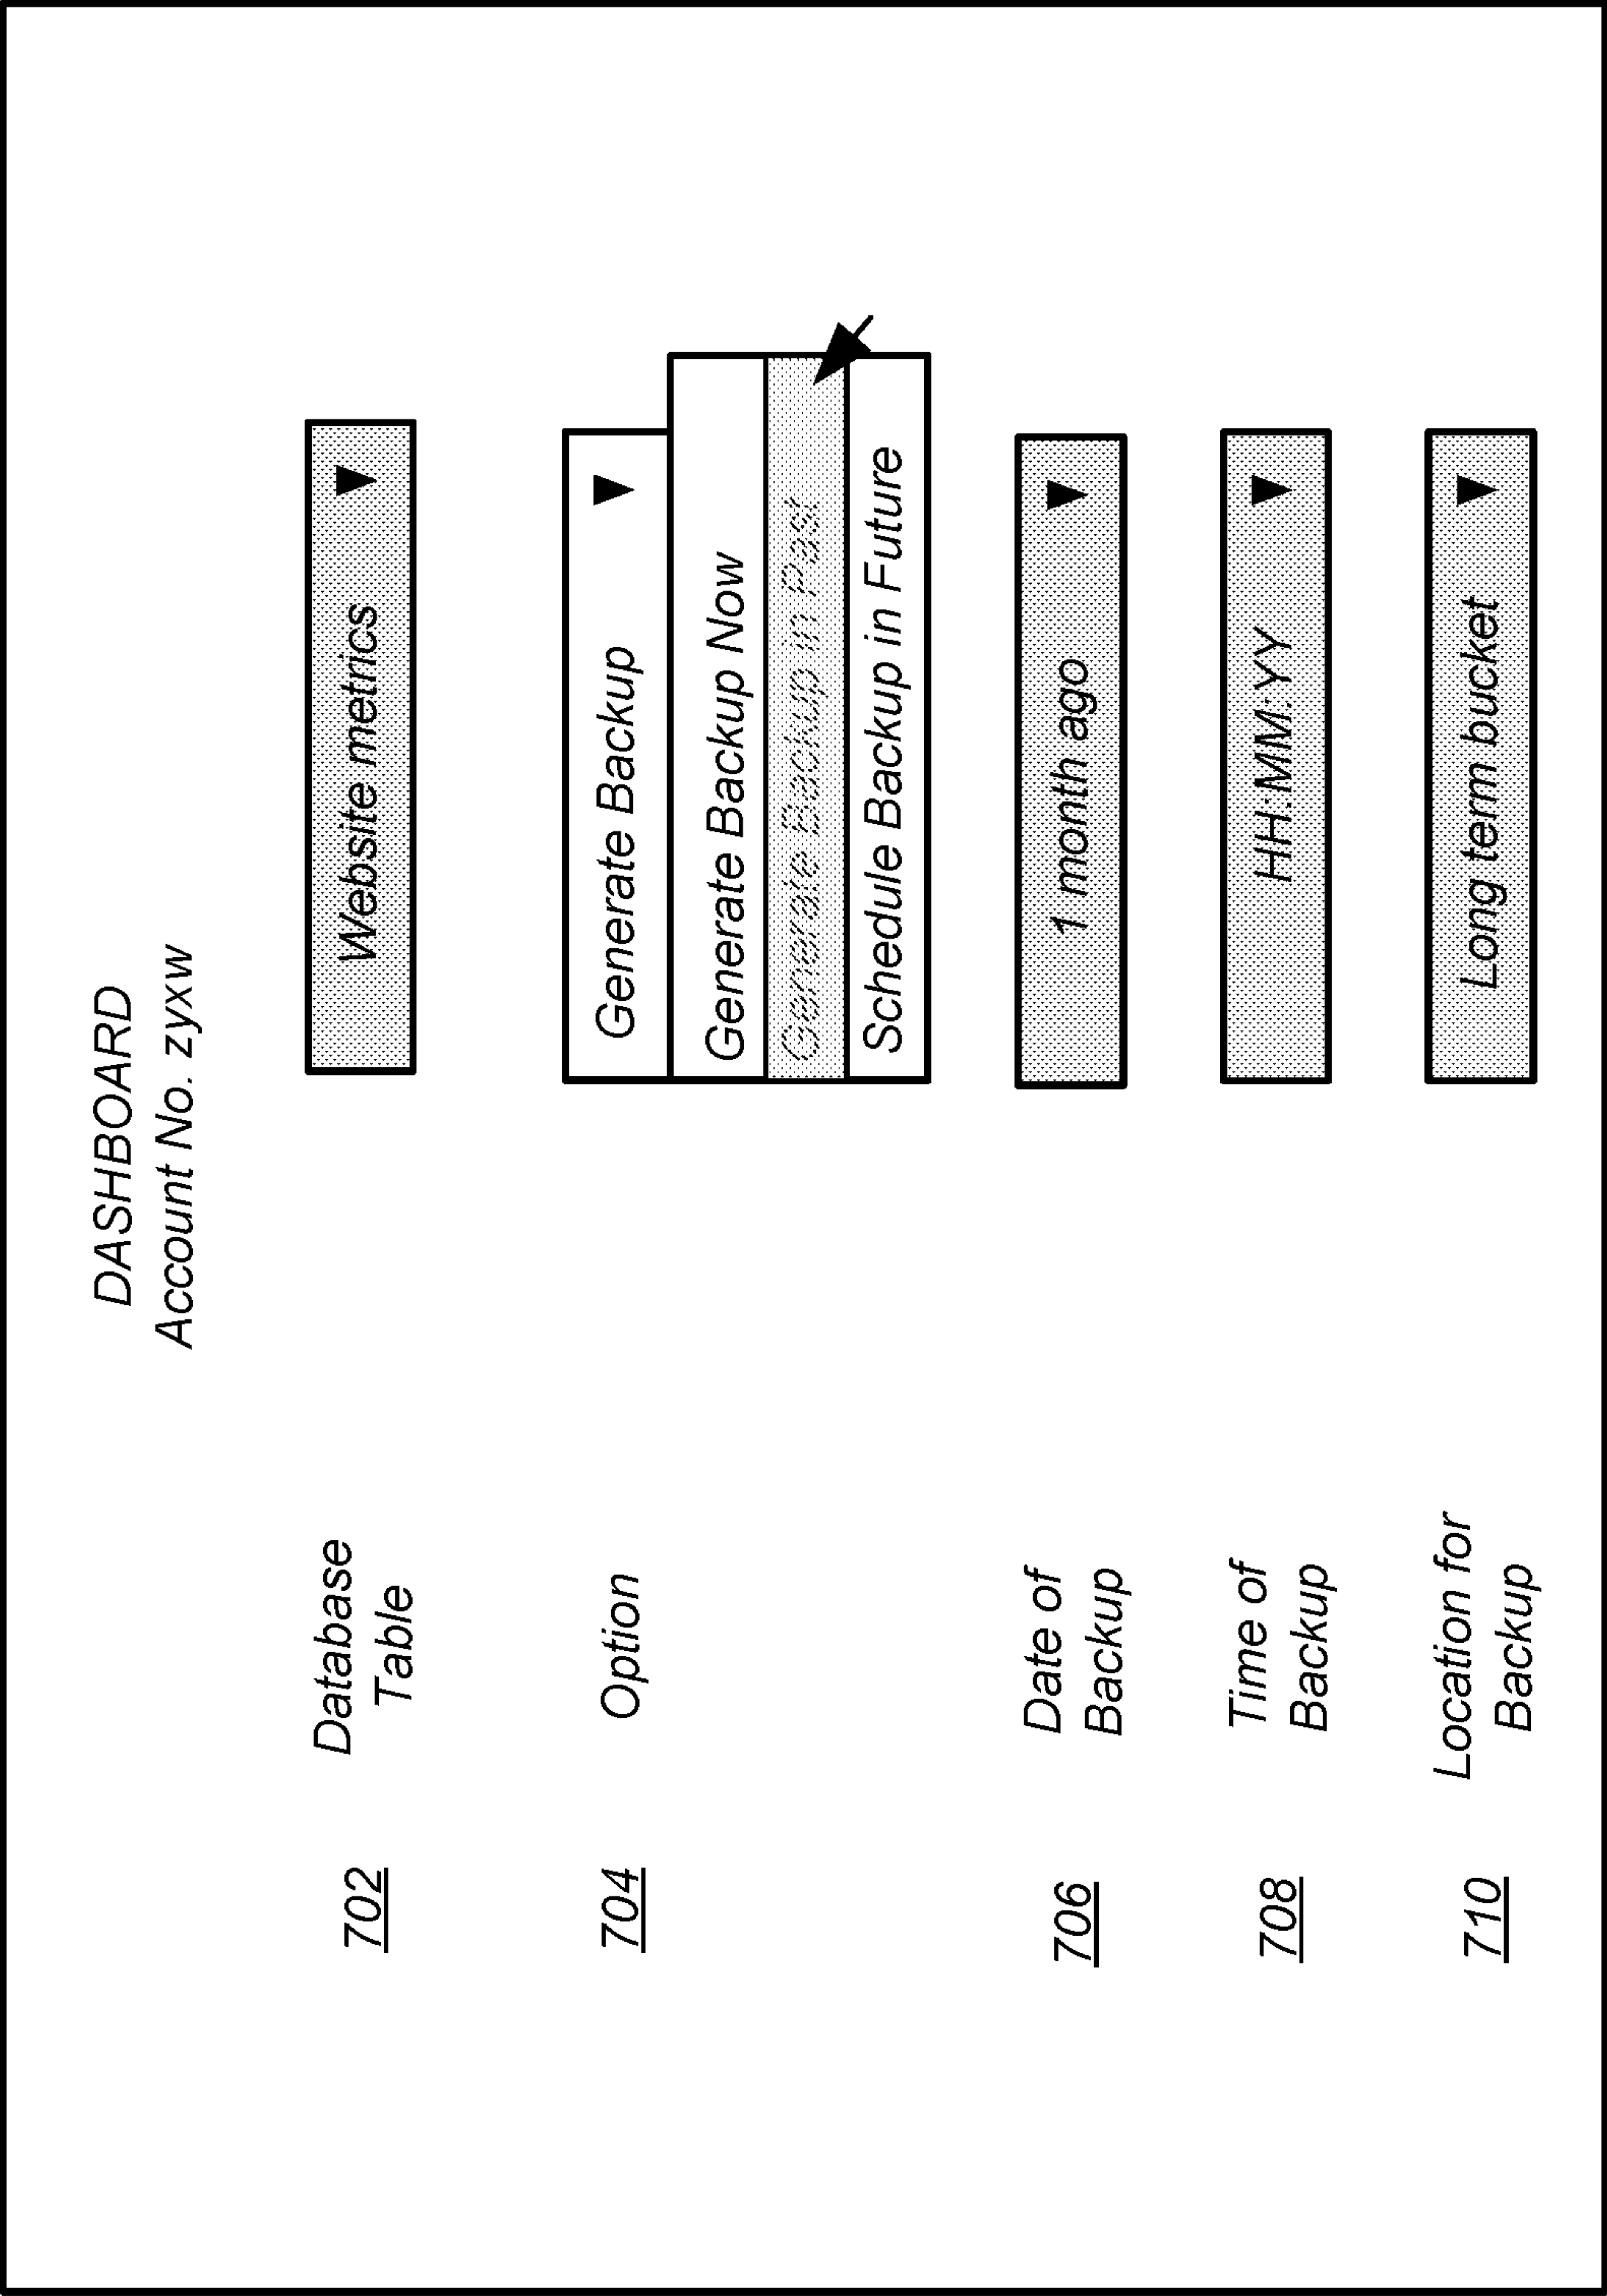 DASHBOARD
Account No. zyxw
702
Database
Table
Website metrics
704
Option
Generate Backup
Generate Backup Now
Generate Backup in Past
Schedule Backup in Future
706
Date of
Backup
1 month ago
708
Time of
Backup
HH:MM:YY
710
Location for
Backup
Long term bucket